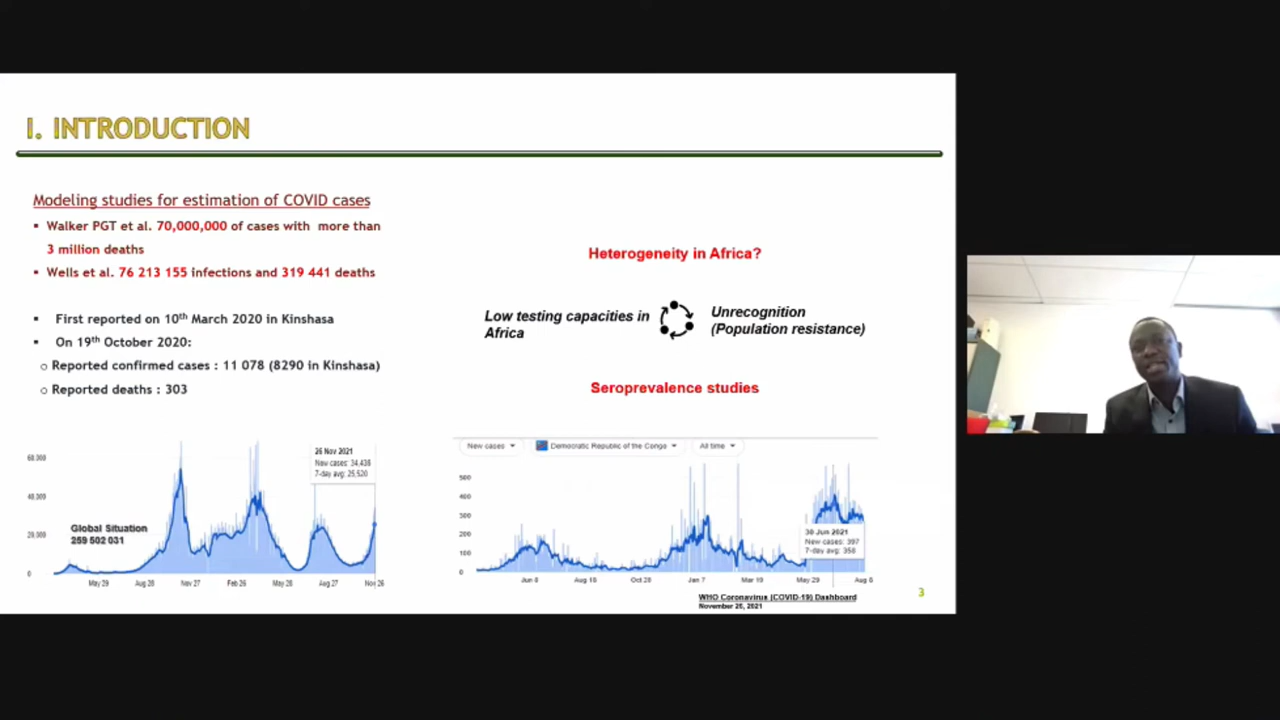 I. INTRODUCTION
Modeling studies for estimation of COVID cases
▪ Walker PGT et al. 70,000,000 of cases with more than
3 million deaths
▪ Wells et al. 76 213 155 infections and 319 441 deaths
▪ First reported on 10th March 2020 in Kinshasa
▪ On 19th October 2020:
o Reported confirmed cases : 11 078 (8290 in Kinshasa)
o Reported deaths : 303
Heterogeneity in Africa?
Low testing capacities in
Africa
Unrecognition
(Population resistance)
Seroprevalence studies
26 Nov 2021
New cases: 34,438
7-day avg: 25,520
60,000
40,000
20,000
0
Global Situation
259 502 031
May 29 Aug 28 Nov 27 Feb 26 May 28 Aug 27 Nov 26
New cases Democratic Republic of the Congo All time
500
400
300
200
100
0
30 Jun 2021
New cases: 397
7-day avg: 356
Jun 8 Aug 18 Oct 28 Jan 7 Mar 19 May 29 Aug 8
WHO Coronavirus (COVID-19) Dashboard
November 26, 2021
3